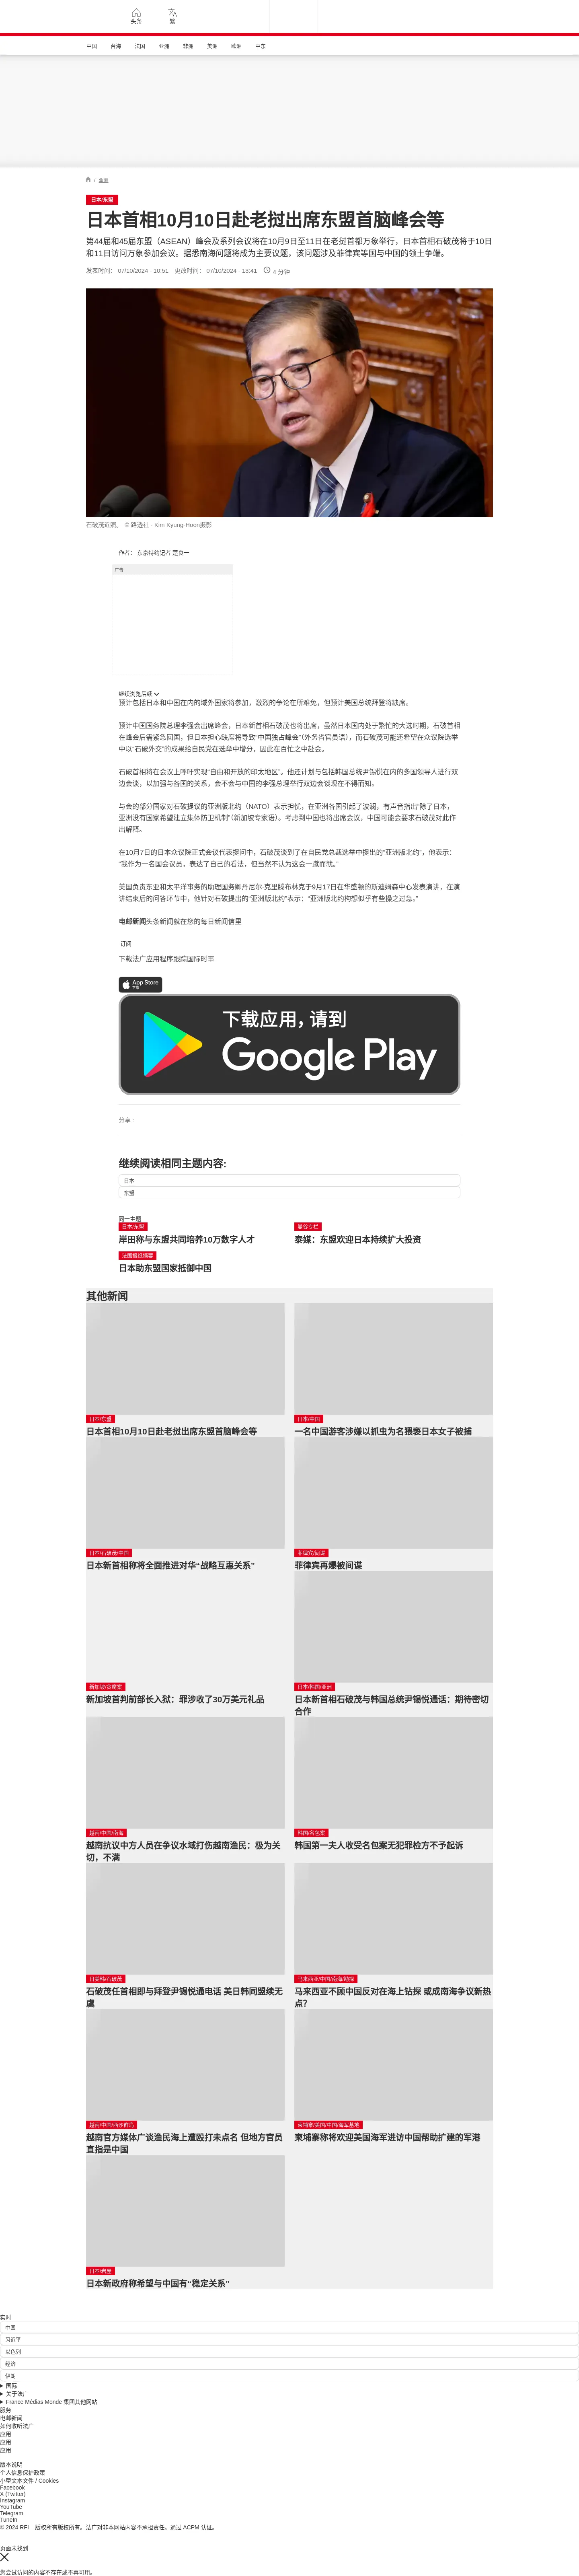 头条
繁
中国
台海
法国
亚洲
非洲
美洲
欧洲
中东
/ 亚洲
日本/东盟
日本首相10月10日赴老挝出席东盟首脑峰会等
第44届和45届东盟（ASEAN）峰会及系列会议将在10月9日至11日在老挝首都万象举行，日本首相石破茂将于10日
和11日访问万象参加会议。据悉南海问题将成为主要议题，该问题涉及菲律宾等国与中国的领土争端。
发表时间： 07/10/2024 - 10:51 更改时间： 07/10/2024 - 13:41 4 分钟
石破茂近照。 © 路透社 - Kim Kyung-Hoon摄影
作者： 东京特约记者 楚良一
广告
继续浏览后续
预计包括日本和中国在内的域外国家将参加，激烈的争论在所难免，但预计美国总统拜登将缺席。
预计中国国务院总理李强会出席峰会，日本新首相石破茂也将出席，虽然日本国内处于繁忙的大选时期，石破首相
在峰会后需紧急回国，但日本担心缺席将导致“中国独占峰会”（外务省官员语），而石破茂可能还希望在众议院选举
中以“石破外交”的成果给自民党在选举中增分，因此在百忙之中赴会。
石破首相将在会议上呼吁实现“自由和开放的印太地区”。他还计划与包括韩国总统尹锡悦在内的多国领导人进行双
边会谈，以加强与各国的关系，会不会与中国的李强总理举行双边会谈现在不得而知。
与会的部分国家对石破提议的亚洲版北约（NATO）表示担忧，在亚洲各国引起了波澜，有声音指出“除了日本，
亚洲没有国家希望建立集体防卫机制”（新加坡专家语）。考虑到中国也将出席会议，中国可能会要求石破茂对此作
出解释。
在10月7日的日本众议院正式会议代表提问中，石破茂谈到了在自民党总裁选举中提出的“亚洲版北约”，他表示：
“我作为一名国会议员，表达了自己的看法，但当然不认为这会一蹴而就。”
美国负责东亚和太平洋事务的助理国务卿丹尼尔·克里滕布林克于9月17日在华盛顿的斯迪姆森中心发表演讲，在演
讲结束后的问答环节中，他针对石破提出的“亚洲版北约”表示：“亚洲版北约构想似乎有些操之过急。”
电邮新闻头条新闻就在您的每日新闻信里
订阅
下载法广应用程序跟踪国际时事
App Store
下载
下载应用，请到
Google Play
分享 :
继续阅读相同主题内容:
日本
东盟
同一主题
日本/东盟
岸田称与东盟共同培养10万数字人才
曼谷专栏
泰媒：东盟欢迎日本持续扩大投资
法国报纸摘要
日本助东盟国家抵御中国
其他新闻
日本/东盟
日本首相10月10日赴老挝出席东盟首脑峰会等
日本/中国
一名中国游客涉嫌以抓虫为名猥亵日本女子被捕
日本/石破茂/中国
日本新首相称将全面推进对华“战略互惠关系”
菲律宾/间谍
菲律宾再爆被间谍
新加坡/贪腐案
新加坡首判前部长入狱：罪涉收了30万美元礼品
日本/韩国/亚洲
日本新首相石破茂与韩国总统尹锡悦通话：期待密切
合作
越南/中国/南海
越南抗议中方人员在争议水域打伤越南渔民：极为关
切，不满
韩国/名包案
韩国第一夫人收受名包案无犯罪检方不予起诉
日美韩/石破茂
石破茂任首相即与拜登尹锡悦通电话 美日韩同盟续无
虞
马来西亚/中国/南海/勘探
马来西亚不顾中国反对在海上钻探 或成南海争议新热
点？
越南/中国/西沙群岛
越南官方媒体广谈渔民海上遭殴打未点名 但地方官员
直指是中国
柬埔寨/美国/中国/海军基地
柬埔寨称将欢迎美国海军进访中国帮助扩建的军港
日本/岩屋
日本新政府称希望与中国有“稳定关系”
实时
中国
习近平
以色列
经济
伊朗
国际
关于法广
France Médias Monde 集团其他网站
服务
电邮新闻
如何收听法广
应用
应用
应用
版本说明
个人信息保护政策
小型文本文件 / Cookies
Facebook
X (Twitter)
Instagram
YouTube
Telegram
TuneIn
© 2024 RFI – 版权所有版权所有。法广对非本网站内容不承担责任。通过 ACPM 认证。
页面未找到
您尝试访问的内容不存在或不再可用。